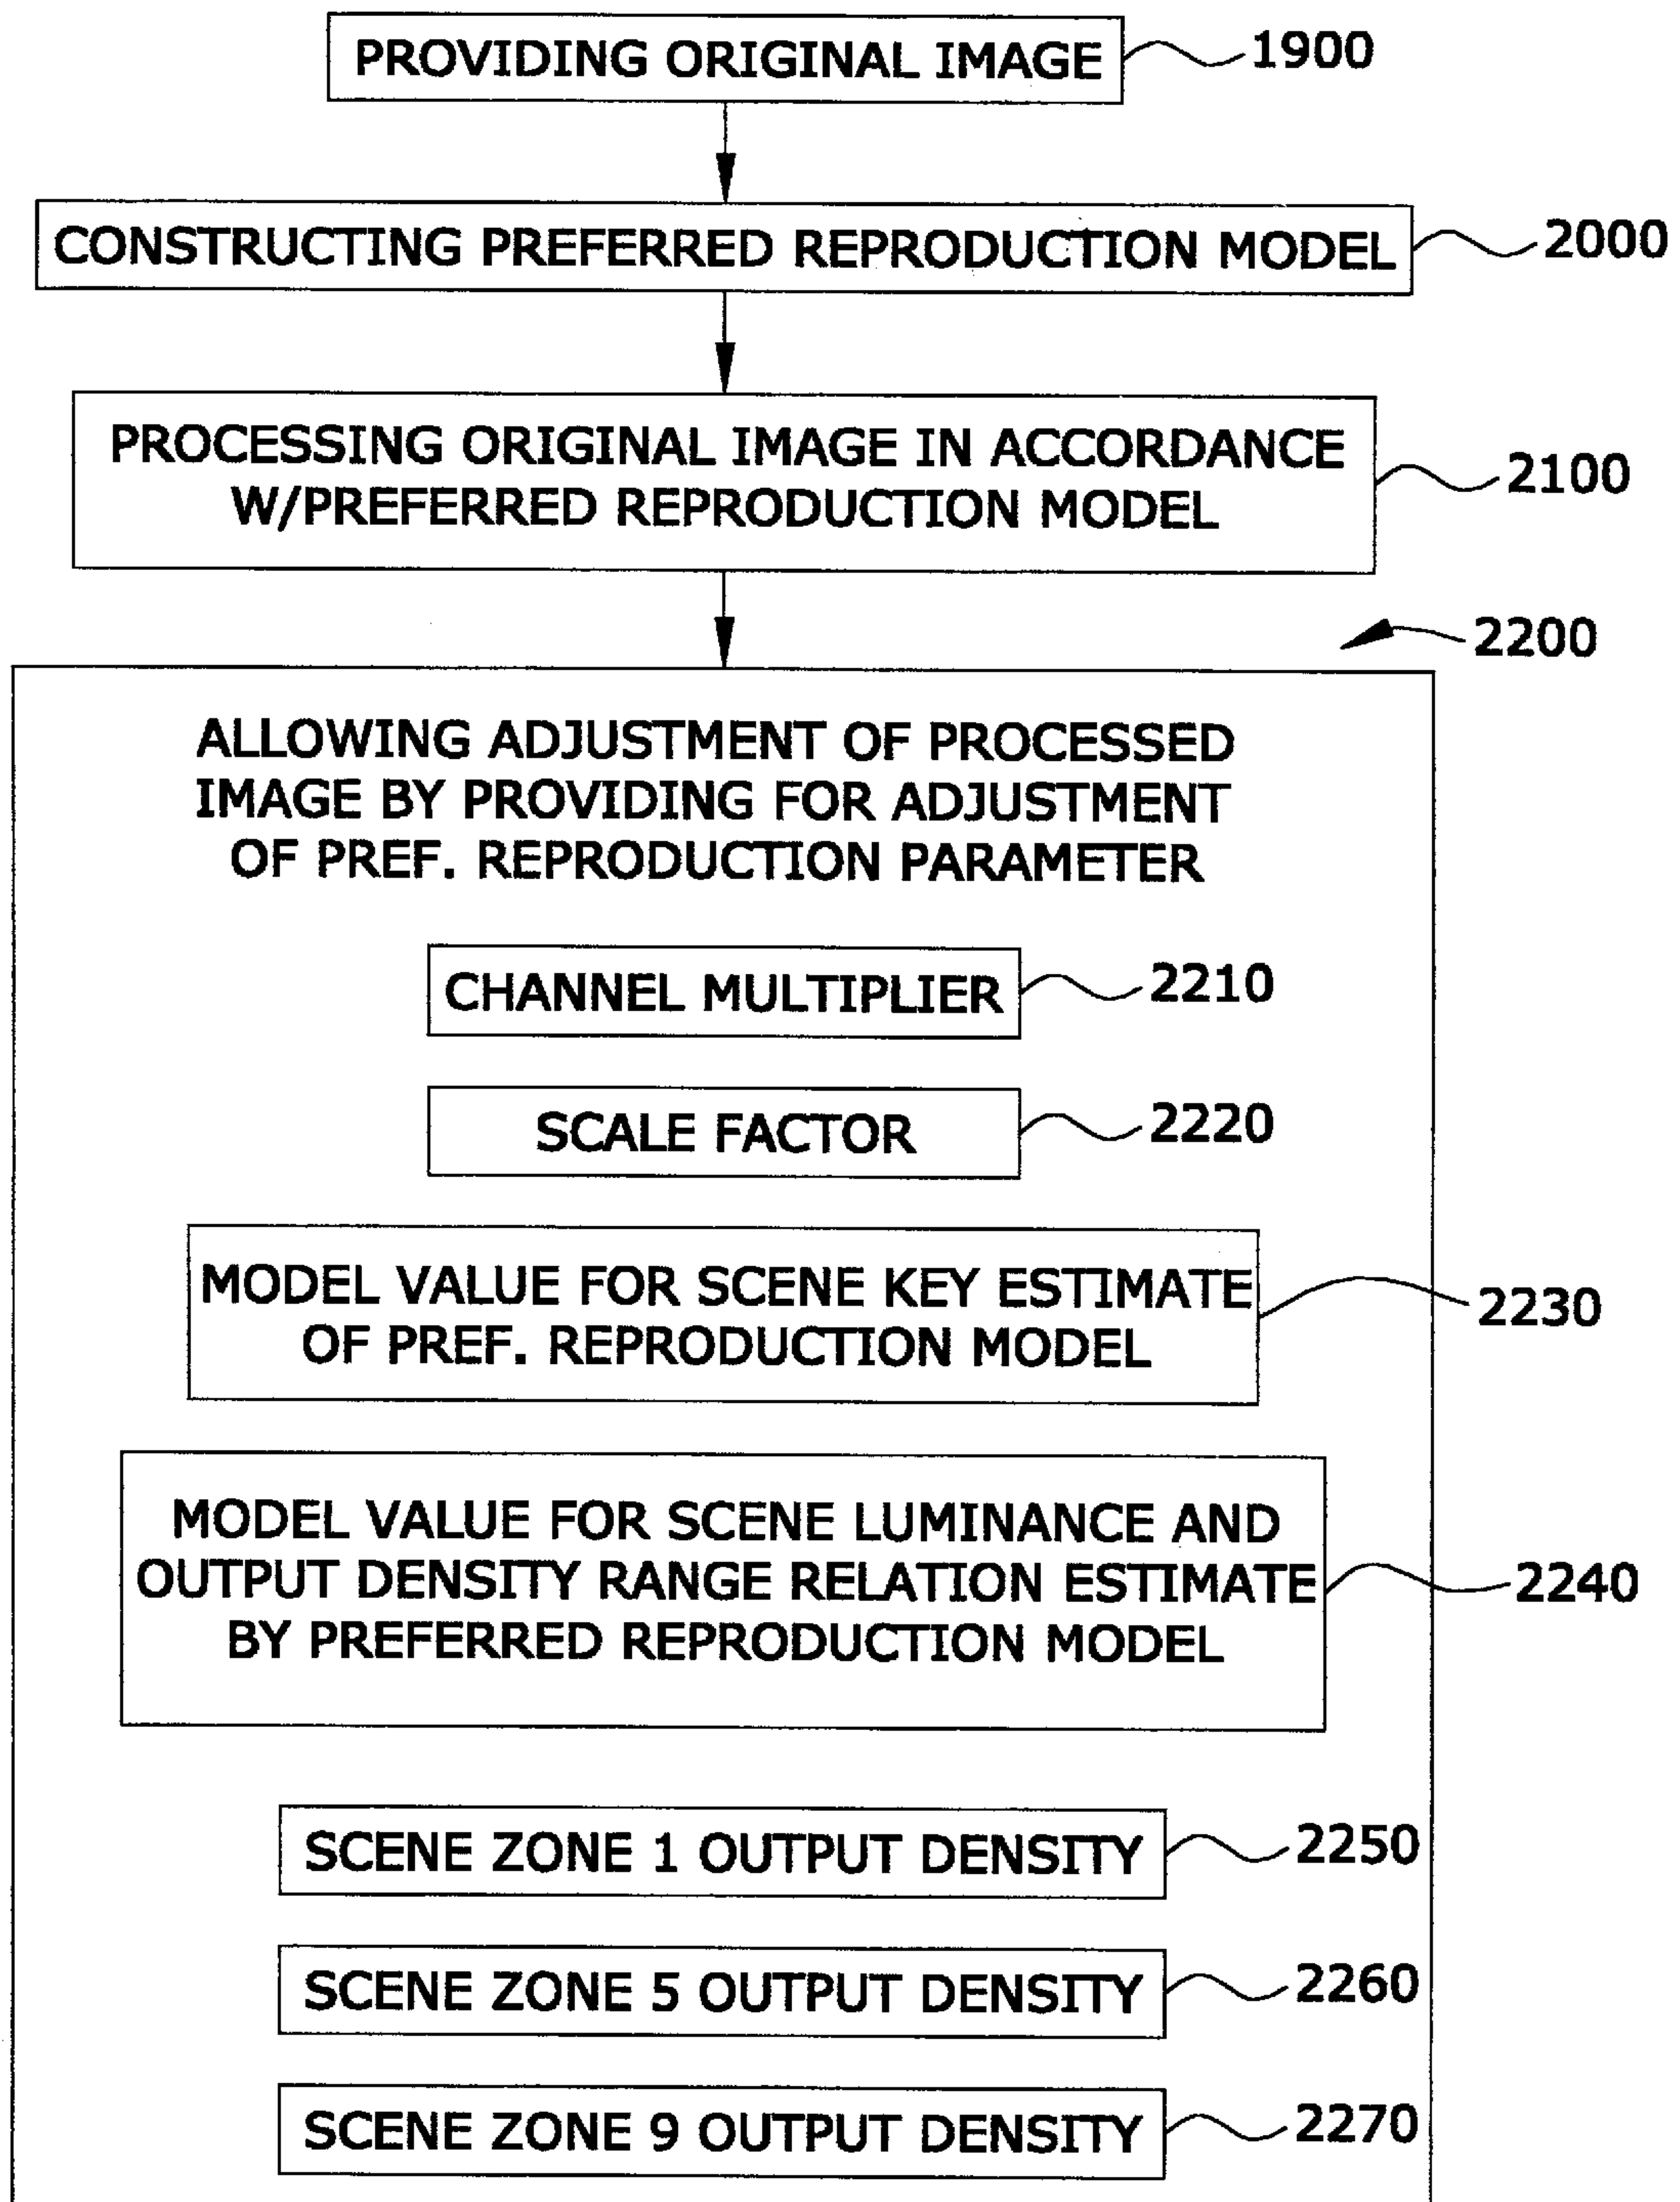 PROVIDING ORIGINAL IMAGE 1900
CONSTRUCTING PREFERRED REPRODUCTION MODEL 2000
PROCESSING ORIGINAL IMAGE IN ACCORDANCE
W/PREFERRED REPRODUCTION MODEL
2100
2200
ALLOWING ADJUSTMENT OF PROCESSED
IMAGE BY PROVIDING FOR ADJUSTMENT
OF PREF. REPRODUCTION PARAMETER
CHANNEL MULTIPLIER 2210
SCALE FACTOR 2220
MODEL VALUE FOR SCENE KEY ESTIMATE
OF PREF. REPRODUCTION MODEL
2230
MODEL VALUE FOR SCENE LUMINANCE AND
OUTPUT DENSITY RANGE RELATION ESTIMATE
BY PREFERRED REPRODUCTION MODEL
2240
SCENE ZONE 1 OUTPUT DENSITY 2250
SCENE ZONE 5 OUTPUT DENSITY 2260
SCENE ZONE 9 OUTPUT DENSITY 2270